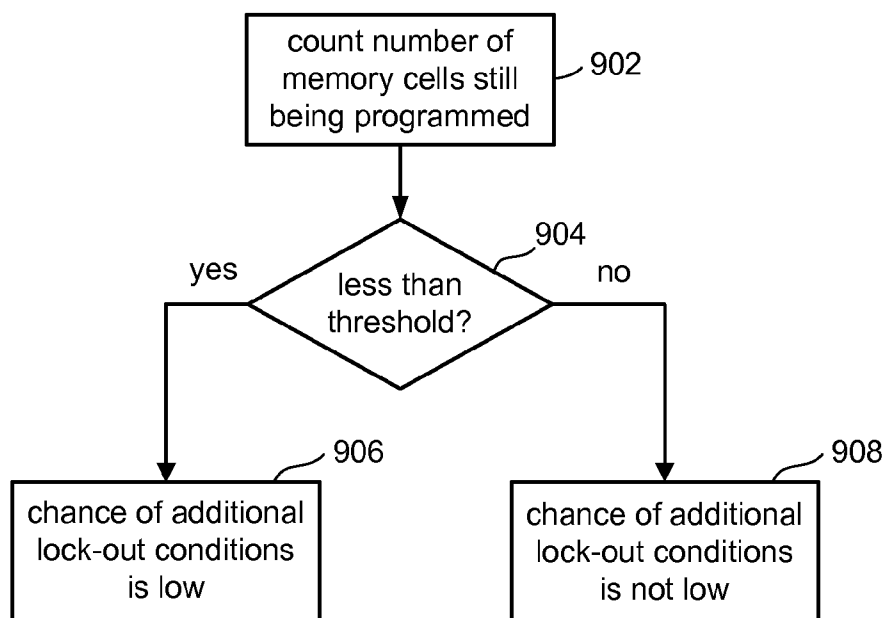 count number of
memory cells still
being programmed
902
904
yes
less than
threshold?
no
906
908
chance of additional
lock-out conditions
is low
chance of additional
lock-out conditions
is not low